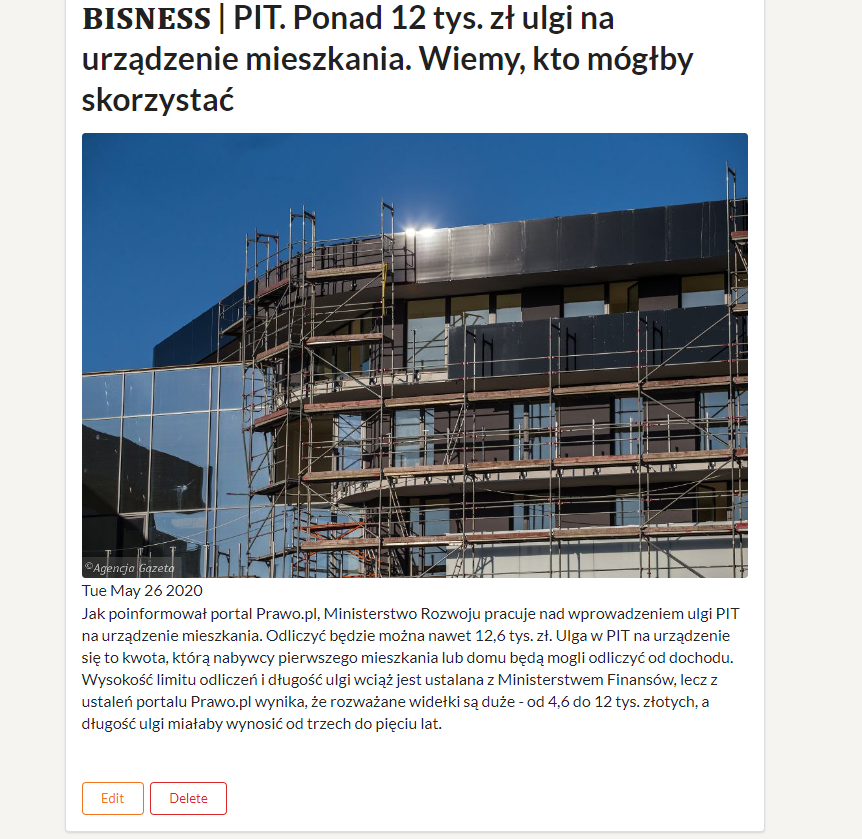 BISNESS | PIT. Ponad 12 tys. zł ulgi na
urządzenie mieszkania. Wiemy, kto mógłby
skorzystać
©Agencja Gazeta
Tue May 26 2020
Jak poinformował portal Prawo.pl, Ministerstwo Rozwoju pracuje nad wprowadzeniem ulgi PIT
na urządzenie mieszkania. Odliczyć będzie można nawet 12,6 tys. zł. Ulga w PIT na urządzenie
się to kwota, którą nabywcy pierwszego mieszkania lub domu będą mogli odliczyć od dochodu.
Wysokość limitu odliczeń i długość ulgi wciąż jest ustalana z Ministerstwem Finansów, lecz z
ustaleń portalu Prawo.pl wynika, że rozważane widełki są duże - od 4,6 do 12 tys. złotych, a
długość ulgi miałaby wynosić od trzech do pięciu lat.
Edit
Delete